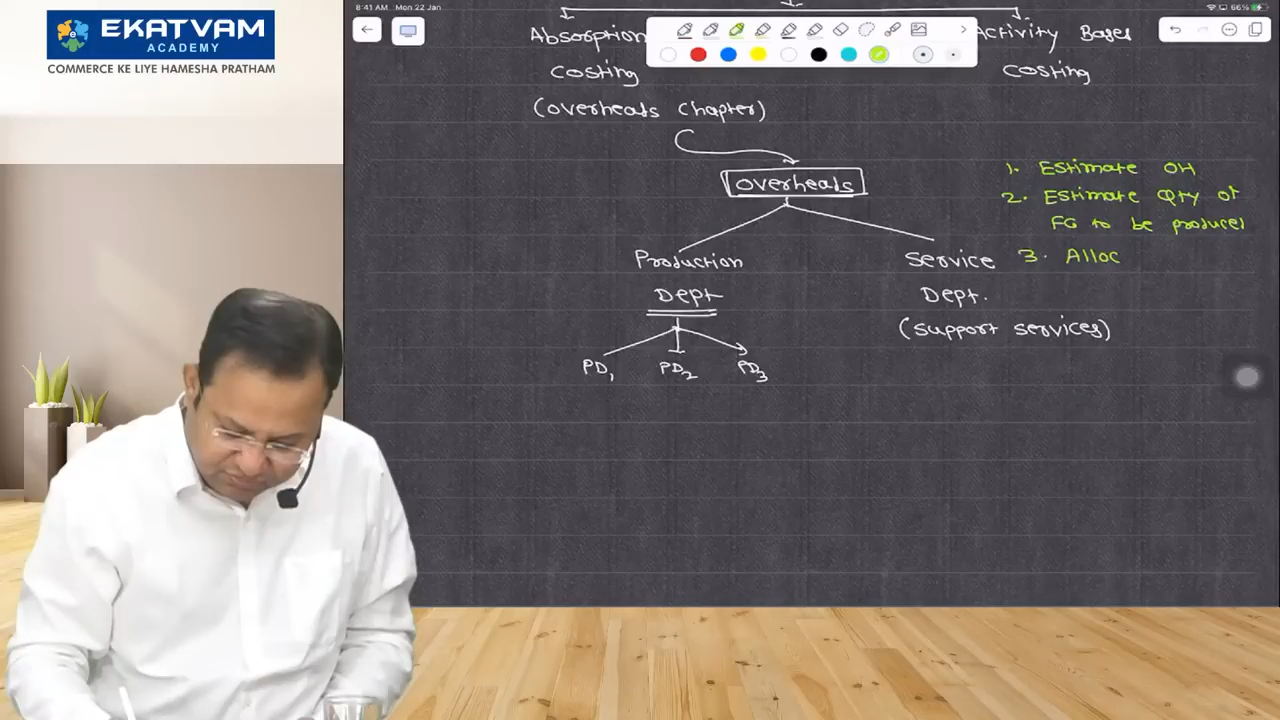 EKATVAM
ACADEMY
COMMERCE KE LIYE HAMESHA PRATHAM
8:41 AM Mon 22 Jan
66%
Absorption
Costing
(overheads chapter)
Activity Based
Costing
overheads
Production
Dept
PD1 PD2 PD3
Service
Dept.
(support services)
1. Estimate OH
2. Estimate Qty of
FG to be produced
3. Alloc